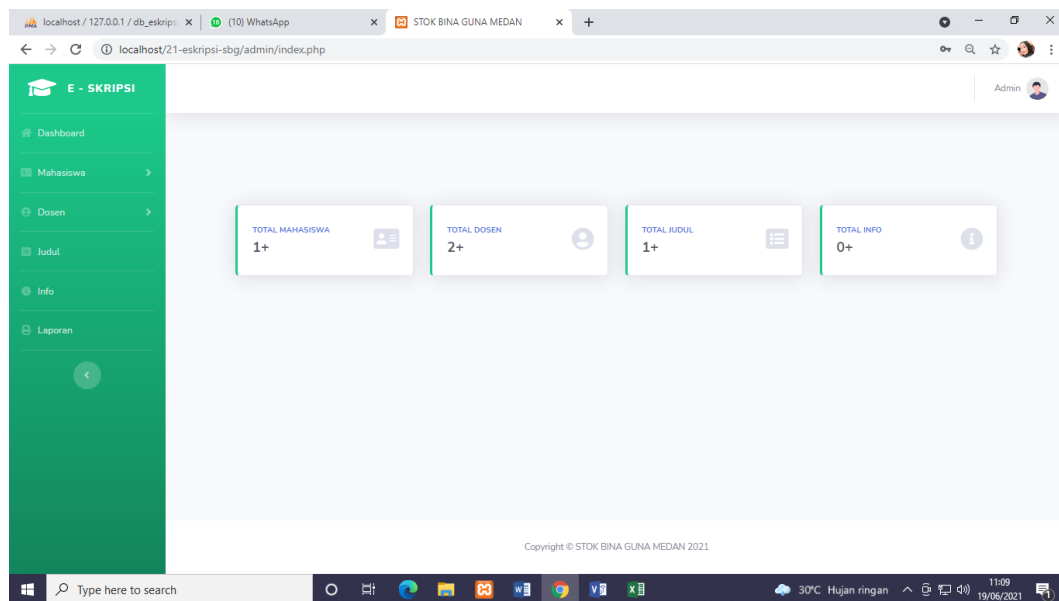 localhost / 127.0.0.1 / db_eskrips
(10) WhatsApp
STOK BINA GUNA MEDAN
localhost/21-eskripsi-sbg/admin/index.php
E - SKRIPSI
Admin
Dashboard
Mahasiswa
Dosen
Judul
Info
Laporan
TOTAL MAHASISWA
1+
TOTAL DOSEN
2+
TOTAL JUDUL
1+
TOTAL INFO
0+
Copyright © STOK BINA GUNA MEDAN 2021
Type here to search
30°C Hujan ringan
11:09
19/06/2021